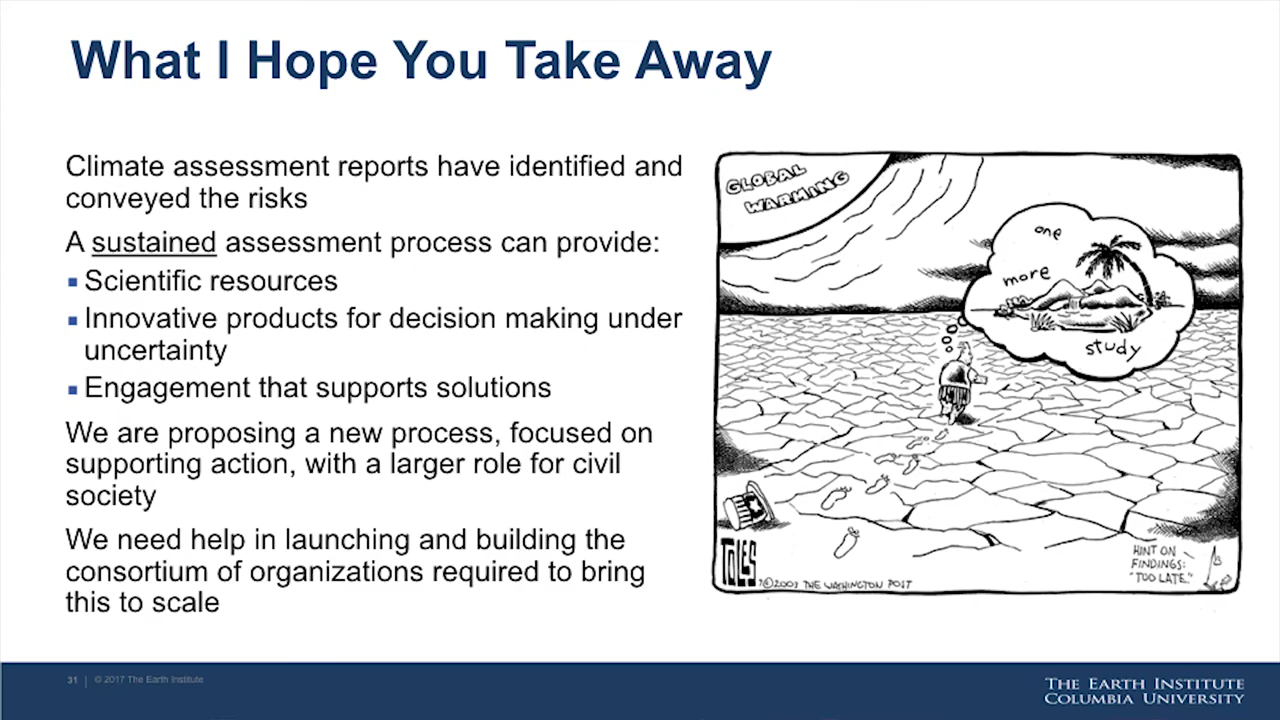 What I Hope You Take Away
Climate assessment reports have identified and
conveyed the risks
A sustained assessment process can provide:
Scientific resources
Innovative products for decision making under
uncertainty
Engagement that supports solutions
We are proposing a new process, focused on
supporting action, with a larger role for civil
society
We need help in launching and building the
consortium of organizations required to bring
this to scale
GLOBAL
WARMING
one
more
study
TOLES
©2003 THE WASHINGTON POST
HINT ON
FINDINGS:
"TOO LATE."
31 | © 2017 The Earth Institute
THE EARTH INSTITUTE
COLUMBIA UNIVERSITY